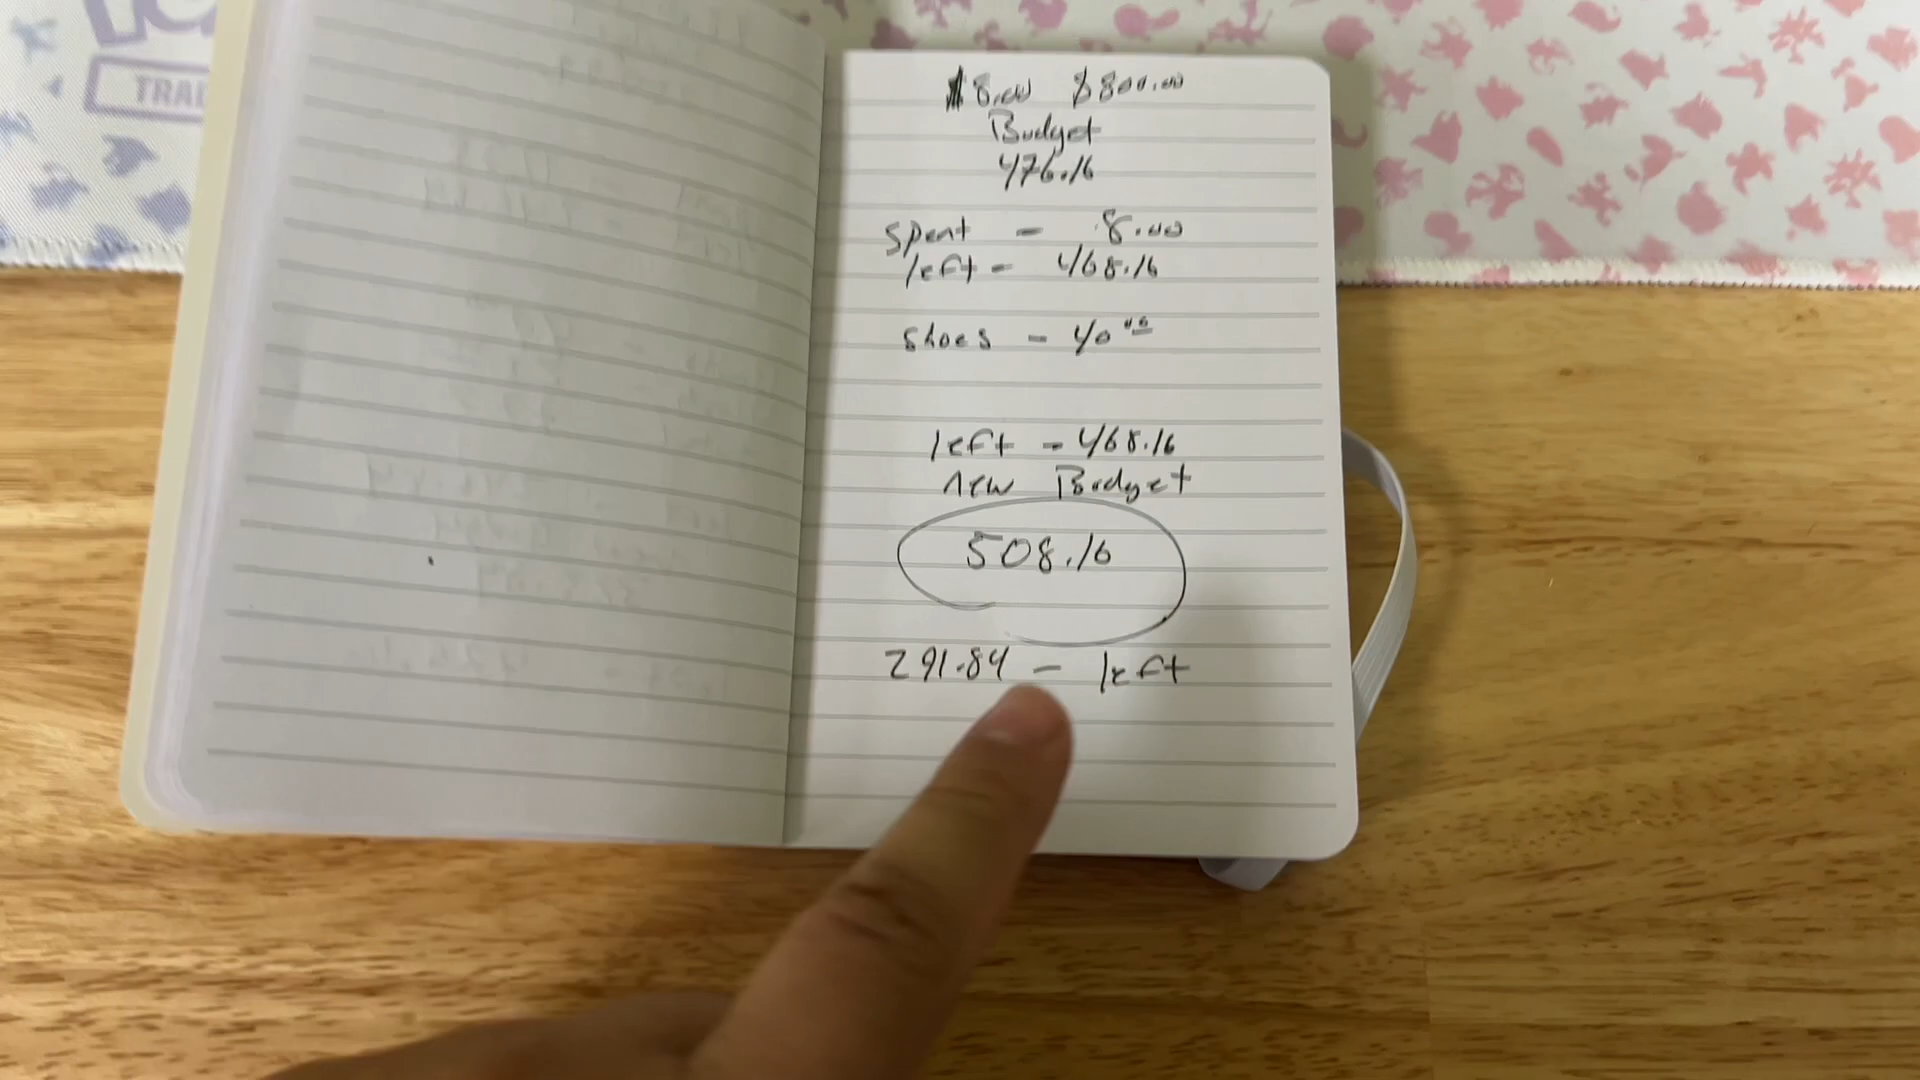 TRAD
$8.00 $800.00
Budget
476.16
Spent - 8.00
left - 468.16
Shoes - 40 00
left - 468.16
new Budget
508.16
291.84 - left